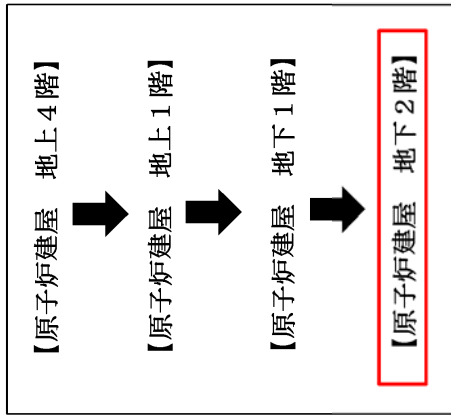 【原子炉建屋　地上４階】
【原子炉建屋　地上１階】
【原子炉建屋　地下１階】
【原子炉建屋　地下２階】